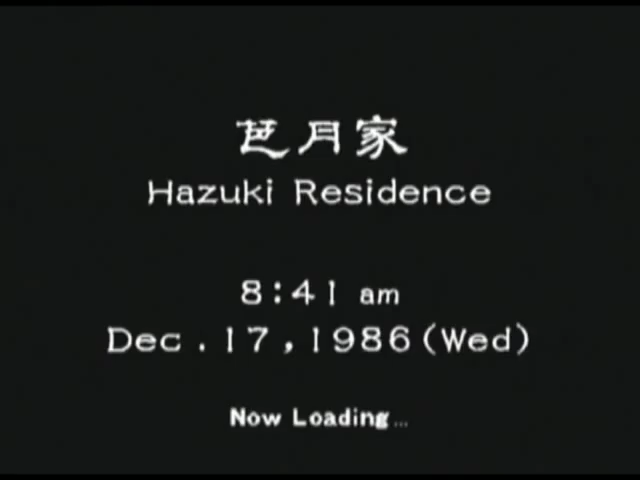 芭月家
Hazuki Residence
8:41 am
Dec.17,1986(Wed)
Now Loading...